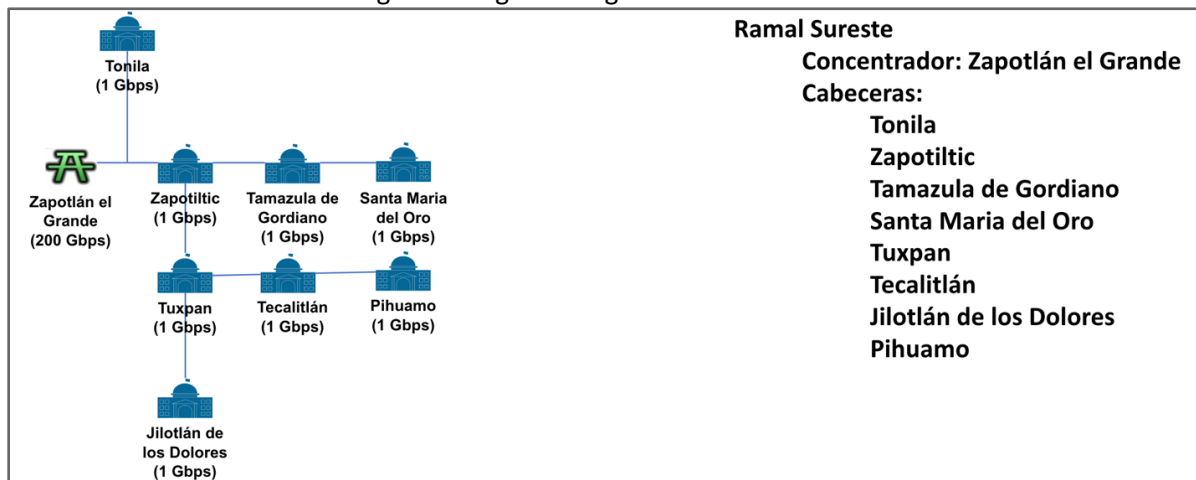 Tonila
(1 Gbps)
Zapotlán el
Grande
(200 Gbps)
Zapotiltic
(1 Gbps)
Tamazula de
Gordiano
(1 Gbps)
Santa Maria
del Oro
(1 Gbps)
Tuxpan
(1 Gbps)
Tecalitlán
(1 Gbps)
Pihuamo
(1 Gbps)
Jilotlán de
los Dolores
(1 Gbps)
Ramal Sureste
Concentrador: Zapotlán el Grande
Cabeceras:
Tonila
Zapotiltic
Tamazula de Gordiano
Santa Maria del Oro
Tuxpan
Tecalitlán
Jilotlán de los Dolores
Pihuamo